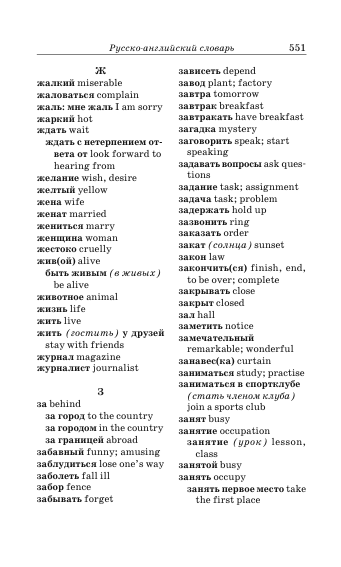 Русско-английский словарь 551
Ж
жалкий miserable
жаловаться complain
жаль: мне жаль I am sorry
жаркий hot
ждать wait
ждать с нетерпением от-
вета от look forward to
hearing from
желание wish, desire
желтый yellow
жена wife
женат married
жениться marry
женщина woman
жестоко cruelly
жив(ой) alive
быть живым (в живых)
be alive
животное animal
жизнь life
жить live
жить (гостить) у друзей
stay with friends
журнал magazine
журналист journalist
З
за behind
за город to the country
за городом in the country
за границей abroad
забавный funny; amusing
заблудиться lose one's way
заболеть fall ill
забор fence
забывать forget
зависеть depend
завод plant; factory
завтра tomorrow
завтрак breakfast
завтракать have breakfast
загадка mystery
заговорить speak; start
speaking
задавать вопросы ask ques-
tions
задание task; assignment
задача task; problem
задержать hold up
зазвонить ring
заказать order
закат (солнца) sunset
закон law
закончить(ся) finish, end,
to be over; complete
закрывать close
закрыт closed
зал hall
заметить notice
замечательный
remarkable; wonderful
занавес(ка) curtain
заниматься study; practise
заниматься в спортклубе
(стать членом клуба)
join a sports club
занят busy
занятие occupation
занятие (урок) lesson,
class
занятой busy
занять occupy
занять первое место take
the first place